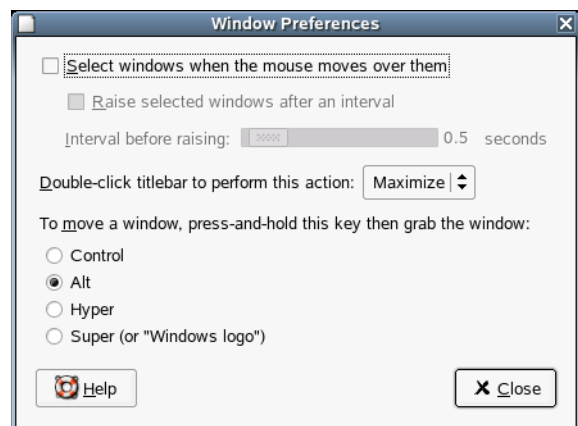 Window Preferences
Select windows when the mouse moves over them
Raise selected windows after an interval
Interval before raising: 0.5 seconds
Double-click titlebar to perform this action: Maximize
To move a window, press-and-hold this key then grab the window:
Control
Alt
Hyper
Super (or "Windows logo")
Help Close